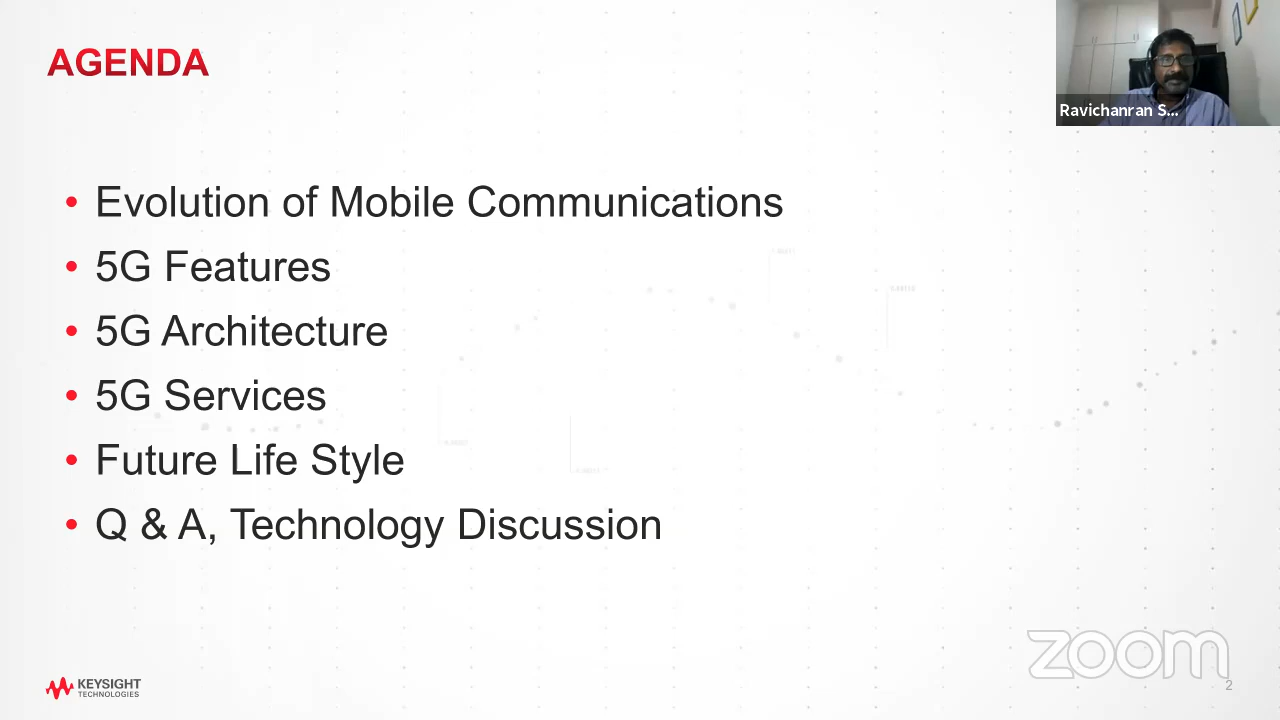 AGENDA
Ravichanran S...
• Evolution of Mobile Communications
• 5G Features
• 5G Architecture
• 5G Services
• Future Life Style
• Q & A, Technology Discussion
zoom
KEYSIGHT
TECHNOLOGIES
2